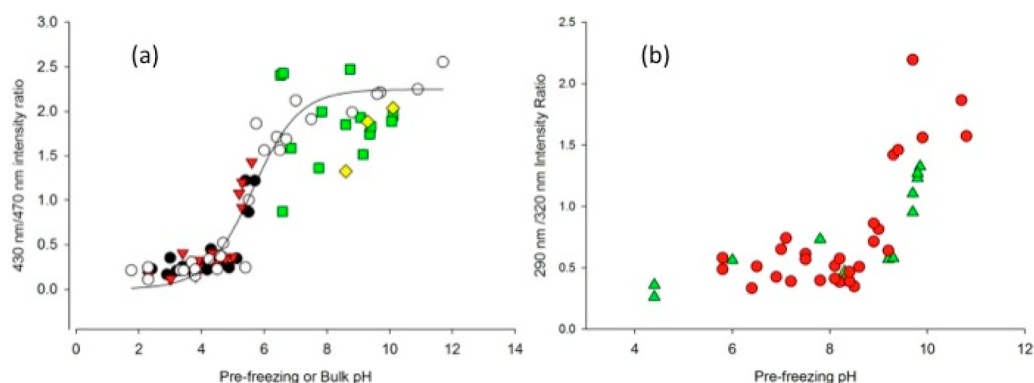 (a)
430 nm/470 nm intensity ratio
3.0
2.5
2.0
1.5
1.0
0.5
0.0
0 2 4 6 8 10 12 14
Pre-freezing or Bulk pH
(b)
290 nm /320 nm Intensity Ratio
2.5
2.0
1.5
1.0
0.5
0.0
4 6 8 10 12
Pre-freezing pH